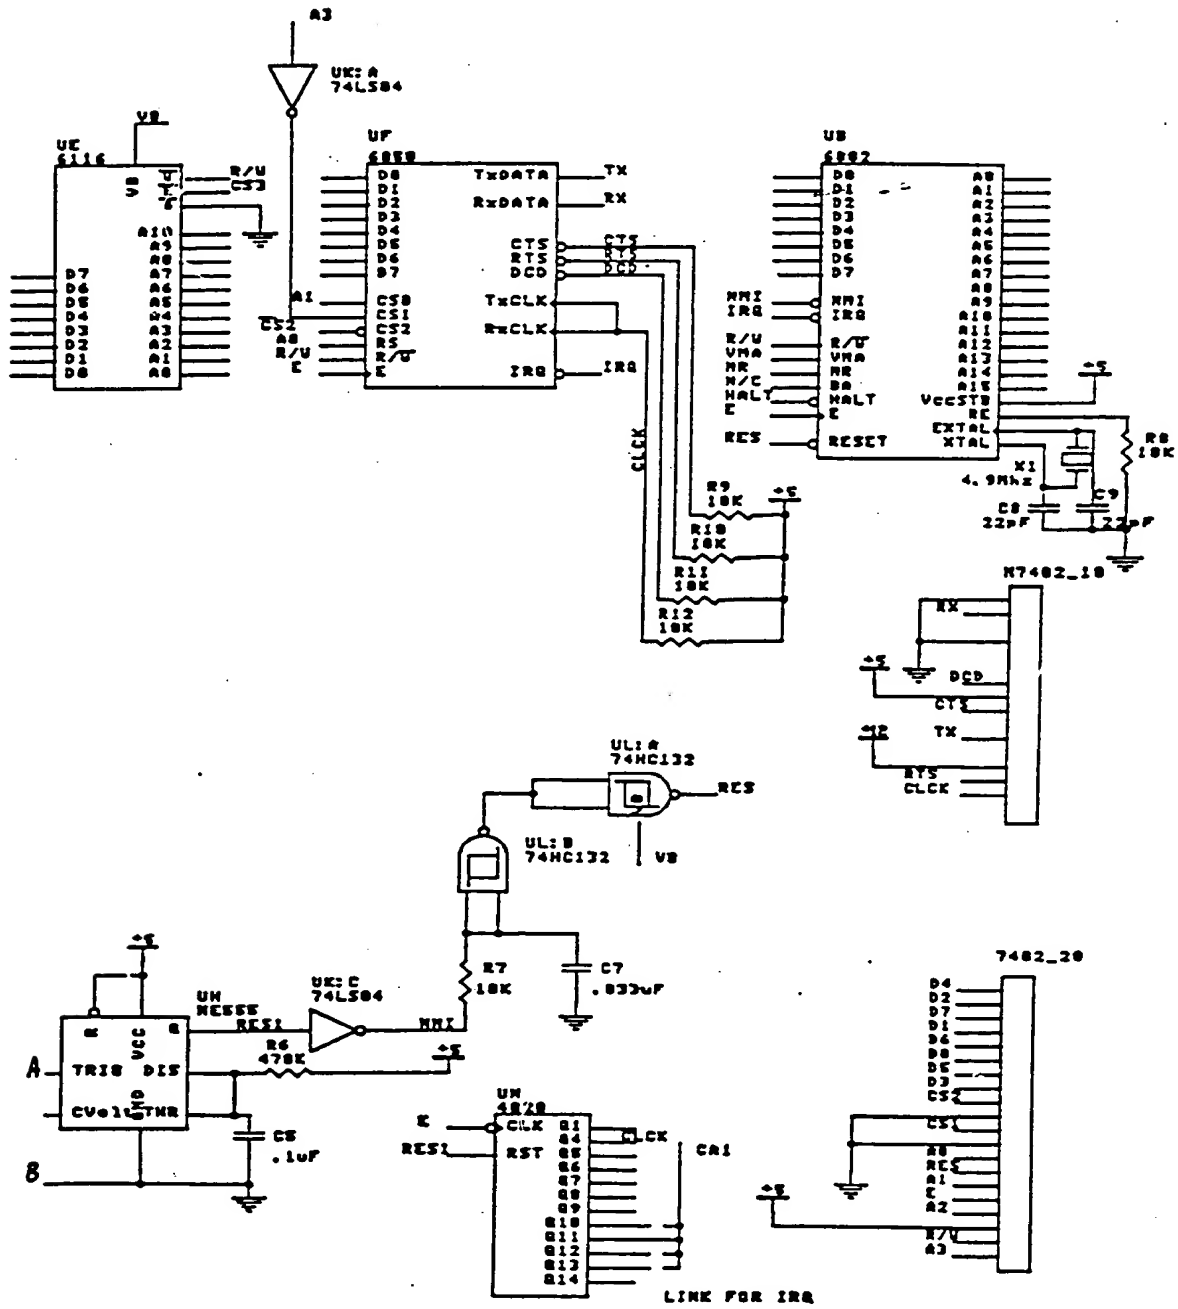 A3
UK:A
74LS04
VB
UE
6116
VB
W
E
G
R/W
CS3
A10
A9
A8
A7
A6
A5
A4
A3
A2
A1
A0
D7
D6
D5
D4
D3
D2
D1
D0
UF
6850
D0
D1
D2
D3
D4
D5
D6
D7
CS0
CS1
CS2
RS
R/W
E
A1
CS2
A0
R/W
E
TxDATA
RxDATA
CTS
RTS
DCD
TxCLK
RxCLK
IRQ
TX
RX
CTS
RTS
DCD
IRQ
CLCK
UB
6802
D0
D1
D2
D3
D4
D5
D6
D7
NMI
IRQ
R/W
VMA
MR
BA
HALT
E
RESET
NMI
IRQ
R/W
VMA
MR
N/C
HALT
E
RES
A0
A1
A2
A3
A4
A5
A6
A7
A8
A9
A10
A11
A12
A13
A14
A15
VccSTB
RE
EXTAL
XTAL
+5
X1
4.9Mhz
R8
10K
C8
22pF
C9
22pF
R9
10K
R10
10K
R11
10K
R12
10K
+5
M7402_10
RX
+5
DCD
CTS
+12
TX
RTS
CLCK
UL:A
74HC132
RES
VB
UL:B
74HC132
R7
10K
C7
.033uF
+5
UH
NE555
R
VCC
Q
TRIG
DIS
CVolt
THR
GND
A
B
RES1
UK:C
74LS04
NMI
R6
470K
+5
C5
.1uF
UN
4020
E
CLK
RES1
RST
Q1
Q4
Q5
Q6
Q7
Q8
Q9
Q10
Q11
Q12
Q13
Q14
CLCK
CA1
LINK FOR IRQ
7402_20
D4
D2
D7
D1
D6
D0
D5
D3
CS2
CS1
A0
RES
A1
E
A2
+5
R/W
A3